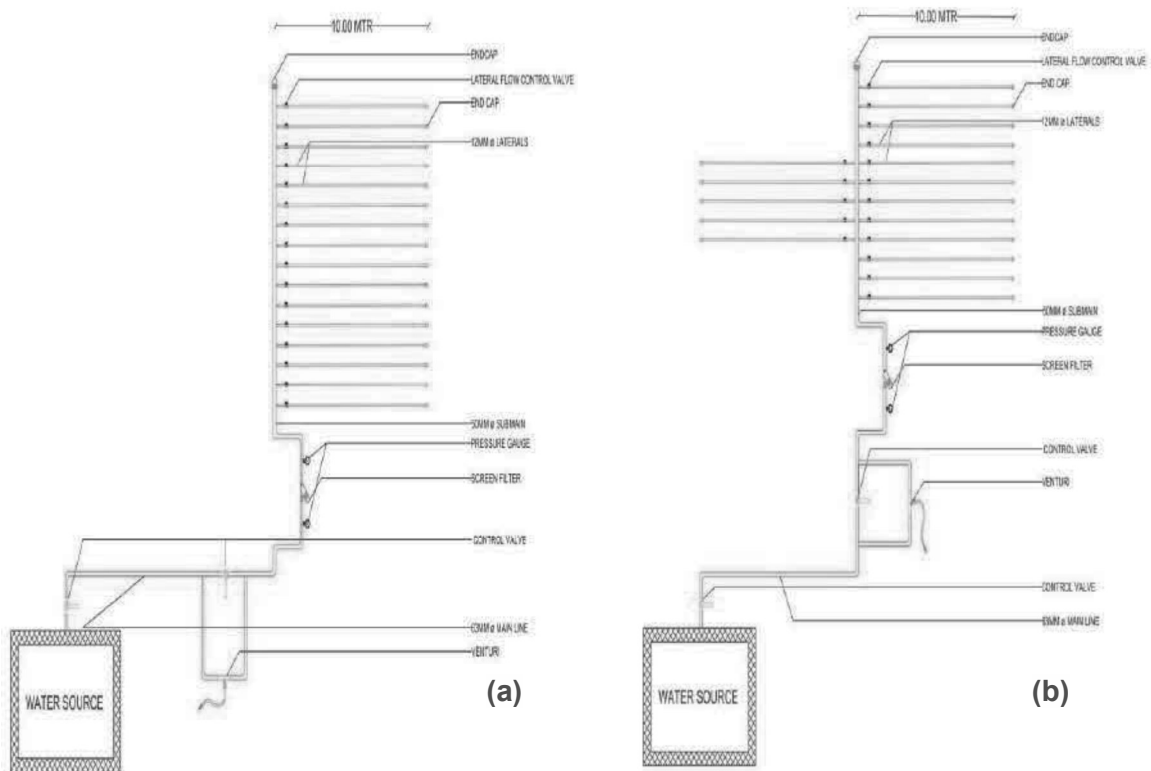 10.00 MTR
ENDCAP
LATERAL FLOW CONTROL VALVE
END CAP
12MM ø LATERALS
50MM ø SUBMAIN
PRESSURE GAUGE
SCREEN FILTER
CONTROL VALVE
63MM ø MAIN LINE
VENTURI
WATER SOURCE
(a)
10.00 MTR
ENDCAP
LATERAL FLOW CONTROL VALVE
END CAP
12MM ø LATERALS
50MM ø SUBMAIN
PRESSURE GAUGE
SCREEN FILTER
CONTROL VALVE
VENTURI
CONTROL VALVE
63MM ø MAIN LINE
WATER SOURCE
(b)